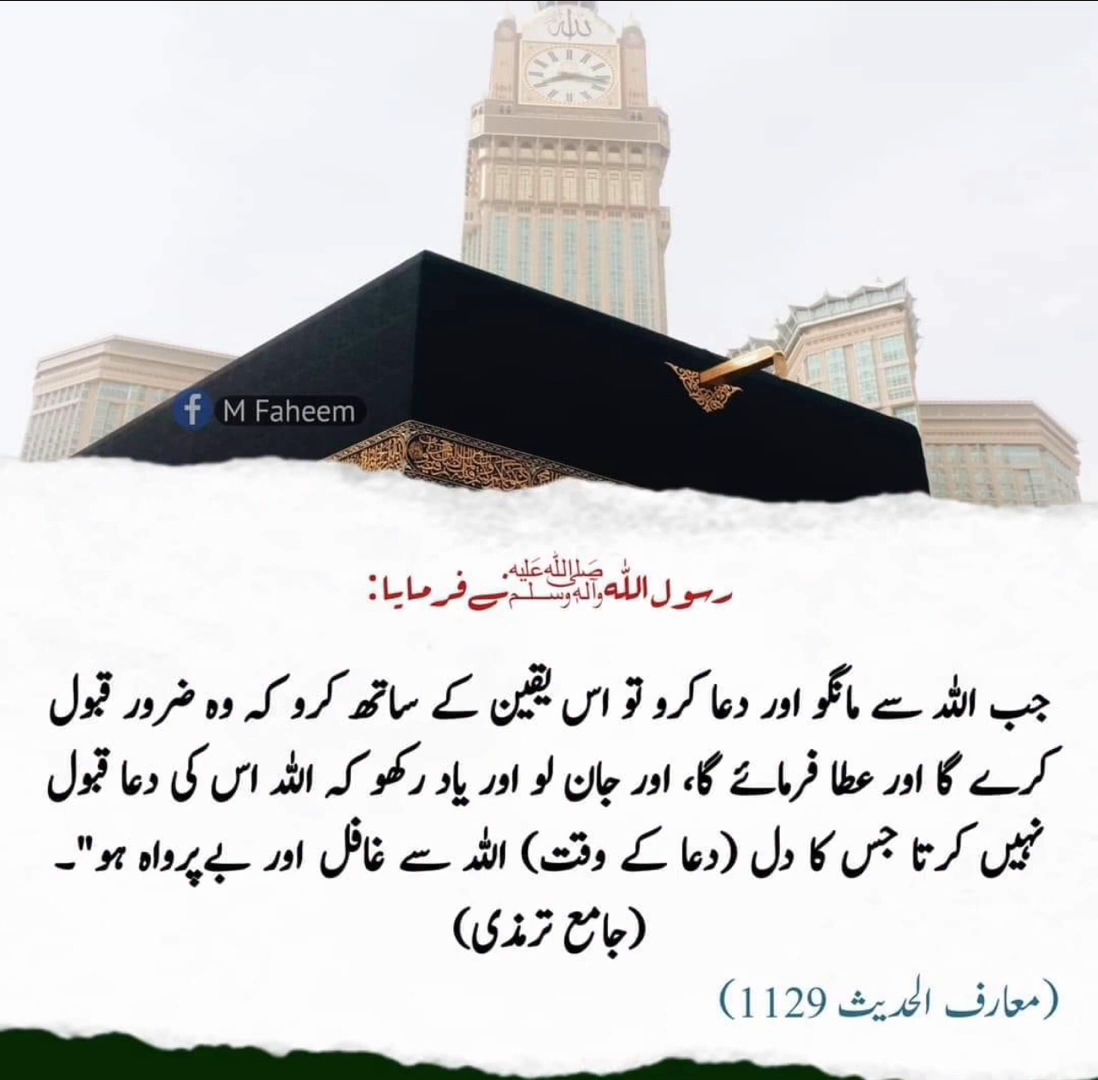 الله
M Faheem
رسول اللہ صلی اللہ علیہ وآلہ وسلم نے فرمایا:
جب اللہ سے مانگو اور دعا کرو تو اس یقین کے ساتھ کرو کہ وہ ضرور قبول
کرے گا اور عطا فرمائے گا، اور جان لو اور یاد رکھو کہ اللہ اس کی دعا قبول
نہیں کرتا جس کا دل (دعا کے وقت) اللہ سے غافل اور بےپرواہ ہو"۔
(جامع ترمذی)
(معارف الحدیث 1129)